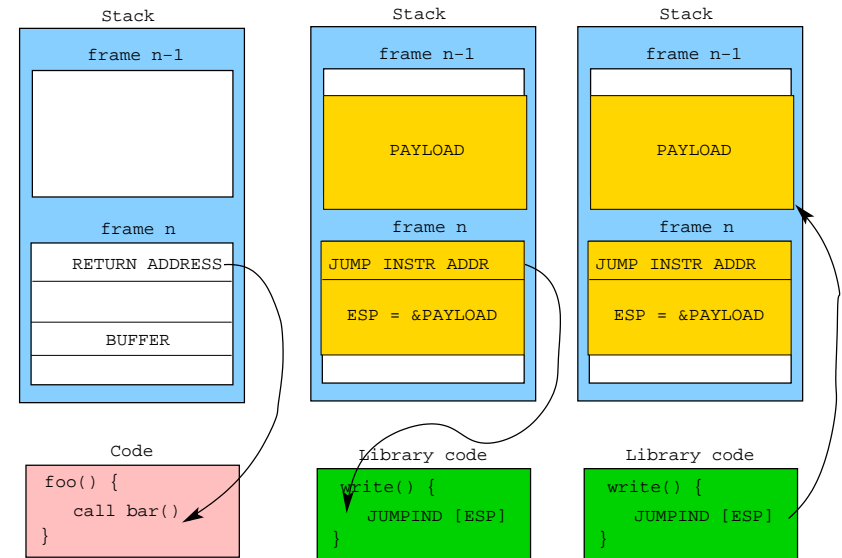 Stack
frame n-1
frame n
RETURN ADDRESS
BUFFER
Code
foo() {
call bar()
}
Stack
frame n-1
PAYLOAD
frame n
JUMP INSTR ADDR
ESP = &PAYLOAD
Library code
write() {
JUMPIND [ESP]
}
Stack
frame n-1
PAYLOAD
frame n
JUMP INSTR ADDR
ESP = &PAYLOAD
Library code
write() {
JUMPIND [ESP]
}